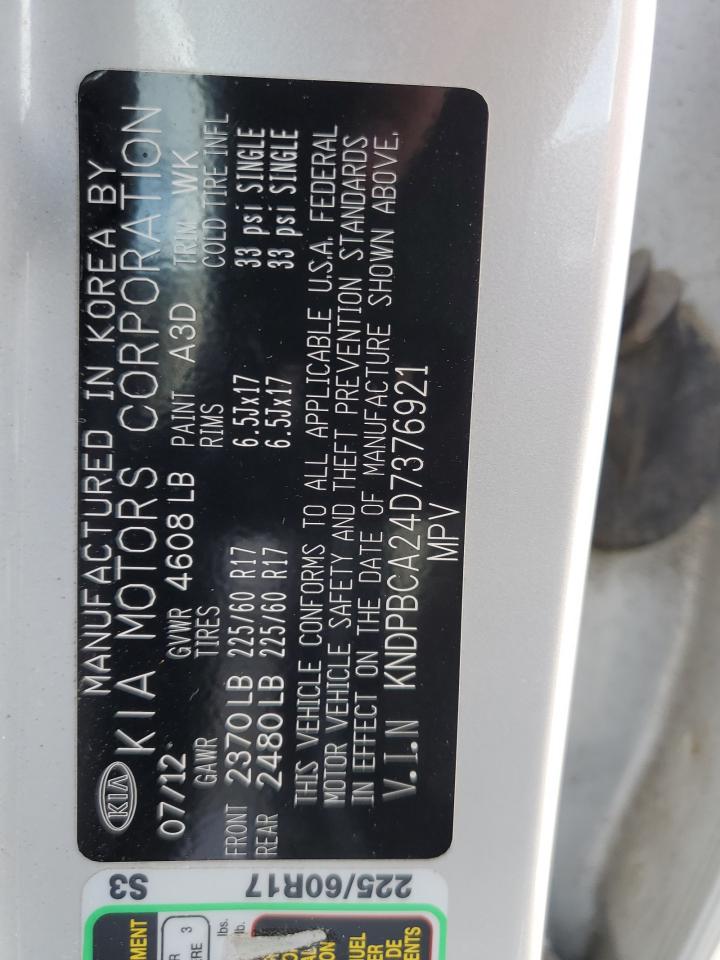 MANUFACTURED IN KOREA BY
KIA KIA MOTORS CORPORATION
07/12 GVWR 4608 LB PAINT A3D TRIM WK
GAWR TIRES RIMS COLD TIRE INFL
FRONT 2370 LB 225/60 R17 6.5Jx17 33 psi SINGLE
REAR 2480 LB 225/60 R17 6.5Jx17 33 psi SINGLE
THIS VEHICLE CONFORMS TO ALL APPLICABLE U.S.A. FEDERAL
MOTOR VEHICLE SAFETY AND THEFT PREVENTION STANDARDS
IN EFFECT ON THE DATE OF MANUFACTURE SHOWN ABOVE.
V.I.N KNDPBCA24D7376921
MPV
225/60R17 S3
3
lbs.